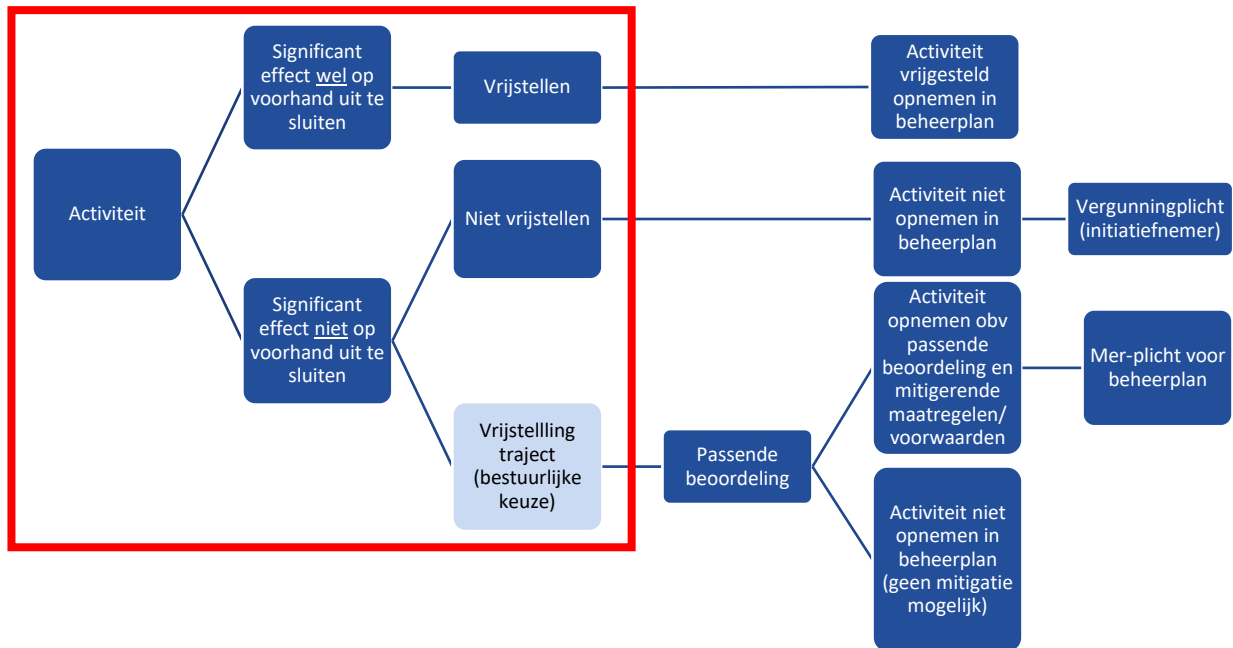 Activiteit
Significant
effect wel op
voorhand uit te
sluiten
Vrijstellen
Activiteit
vrijgesteld
opnemen in
beheerplan
Niet vrijstellen
Activiteit niet
opnemen in
beheerplan
Vergunningplicht
(initiatiefnemer)
Significant
effect niet op
voorhand uit te
sluiten
Vrijstellling
traject
(bestuurlijke
keuze)
Passende
beoordeling
Activiteit
opnemen obv
passende
beoordeling en
mitigerende
maatregelen/
voorwaarden
Mer-plicht voor
beheerplan
Activiteit niet
opnemen in
beheerplan
(geen mitigatie
mogelijk)